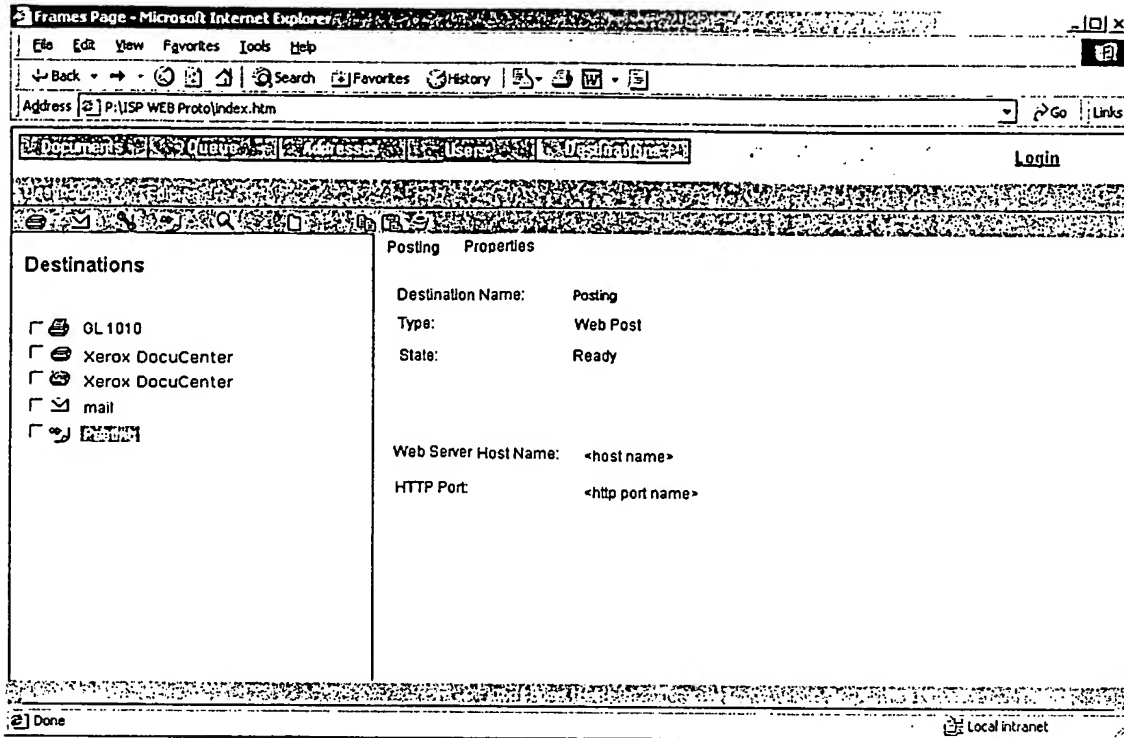 Frames Page - Microsoft Internet Explorer
File Edit View Favorites Tools Help
Back Search Favorites History
Address P:\USP WEB Proto\index.htm Go Links
Documents Queue Addresses Users Destinations
Login
Destinations
GL 1010
Xerox DocuCenter
Xerox DocuCenter
mail
Posting
Posting Properties
Destination Name: Posting
Type: Web Post
State: Ready
Web Server Host Name: <host name>
HTTP Port: <http port name>
Done Local intranet